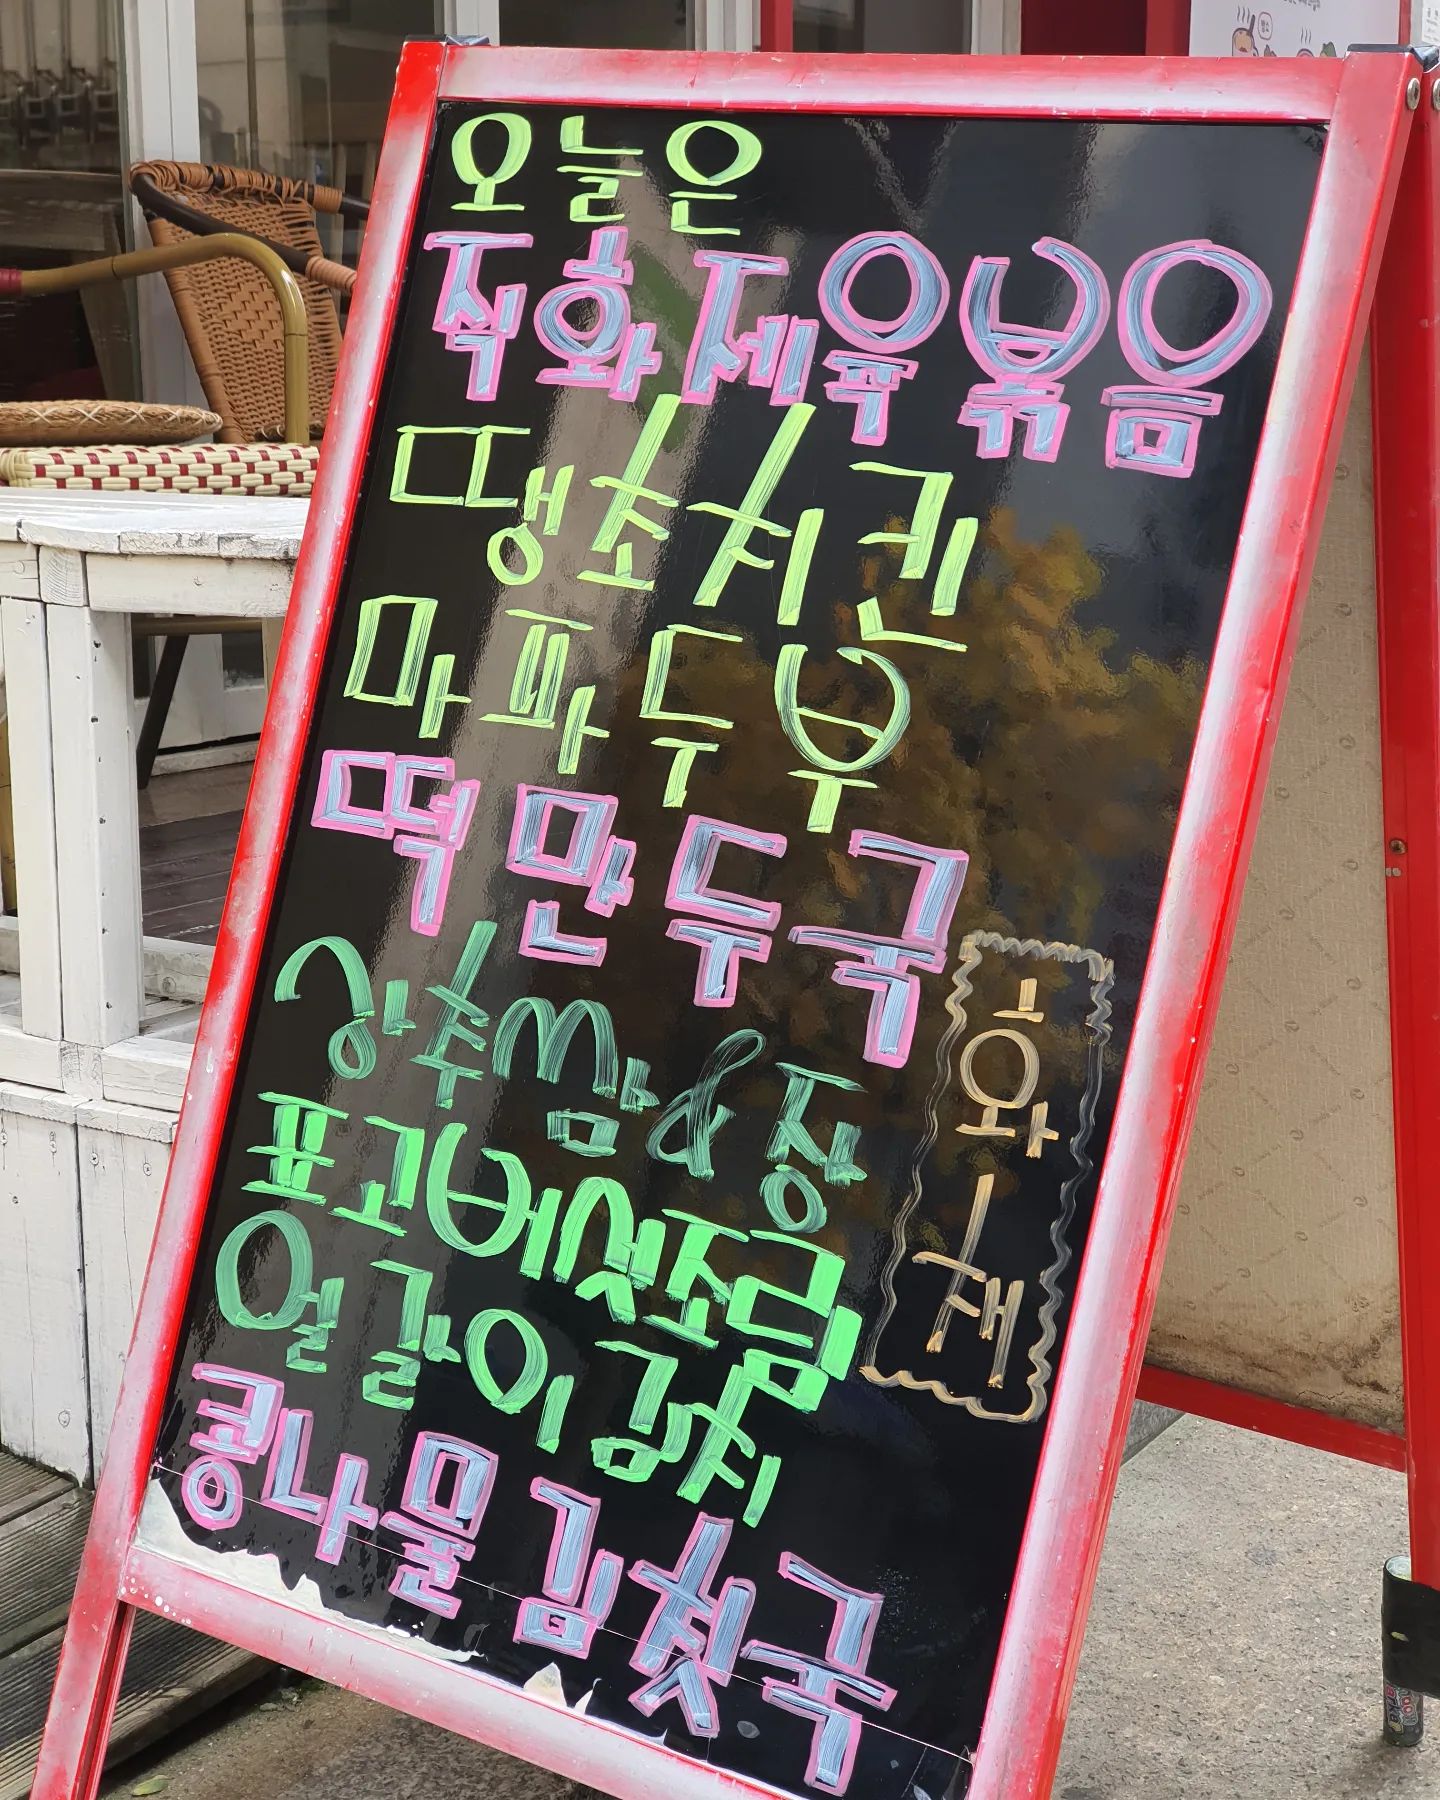 오늘은
직화제육볶음
땡초치킨
마파두부
떡만두국
상추쌈&장
표고버섯조림
얼갈이김치
콩나물김칫국
화
채